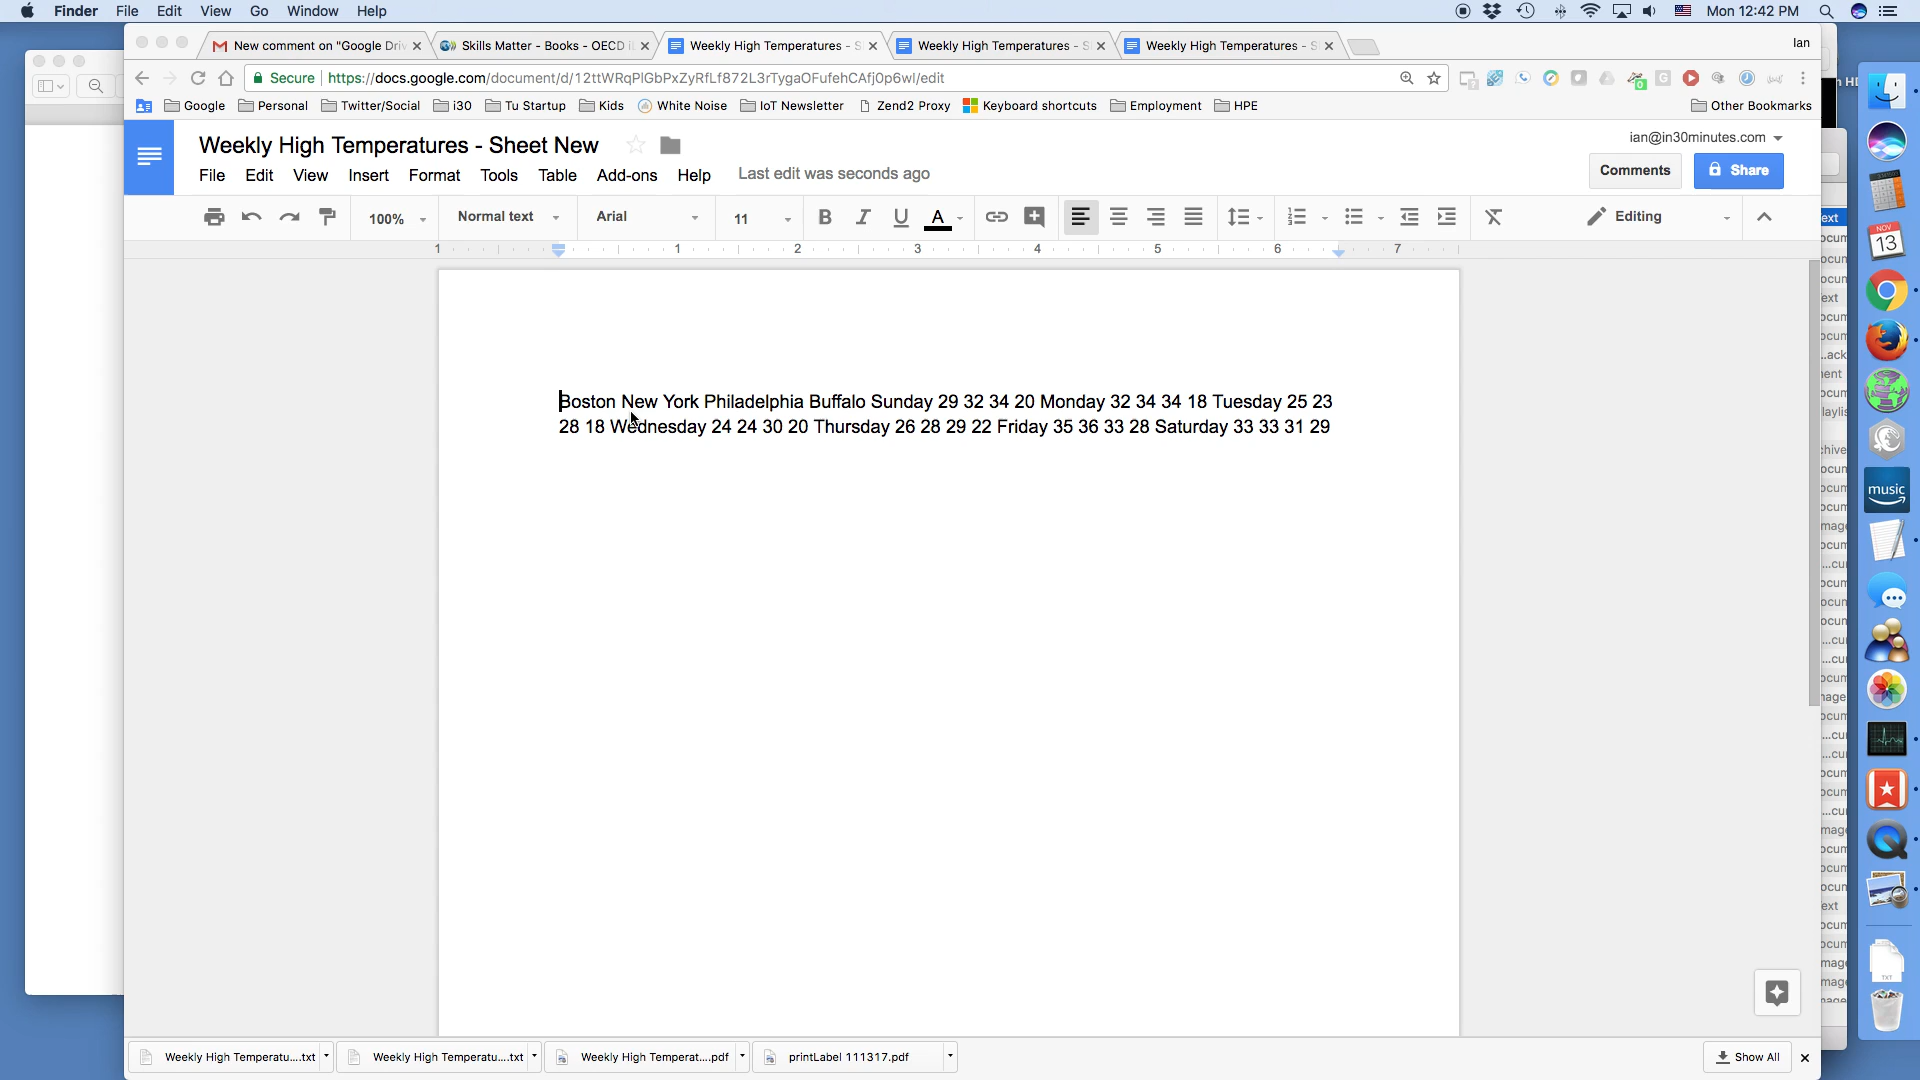 Finder File Edit View Go Window Help Mon 12:42 PM
New comment on "Google Dri Skills Matter - Books - OECD i Weekly High Temperatures - S Weekly High Temperatures - S Weekly High Temperatures - S Ian
Secure https://docs.google.com/document/d/12ttWRqPlGbPxZyRfLf872L3rTygaOFufehCAfj0p6wI/edit
Google Personal Twitter/Social i30 Tu Startup Kids White Noise IoT Newsletter Zend2 Proxy Keyboard shortcuts Employment HPE Other Bookmarks
Weekly High Temperatures - Sheet New ian@in30minutes.com
File Edit View Insert Format Tools Table Add-ons Help Last edit was seconds ago Comments Share
100% Normal text Arial 11 B I U A Editing
1 1 2 3 4 5 6 7
Boston New York Philadelphia Buffalo Sunday 29 32 34 20 Monday 32 34 34 18 Tuesday 25 23
28 18 Wednesday 24 24 30 20 Thursday 26 28 29 22 Friday 35 36 33 28 Saturday 33 33 31 29
NOV
13
music
TXT
Weekly High Temperatu....txt Weekly High Temperatu....txt Weekly High Temperat....pdf printLabel 111317.pdf Show All